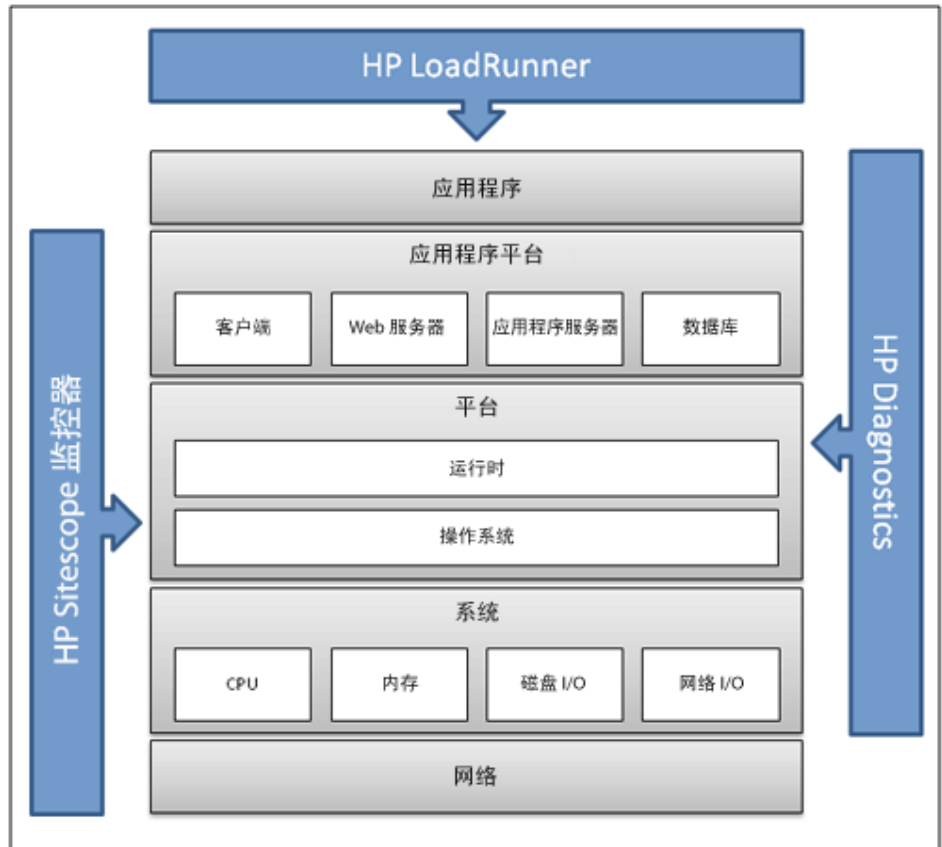 HP LoadRunner
应用程序
应用程序平台
客户端
Web 服务器
应用程序服务器
数据库
平台
运行时
操作系统
系统
CPU
内存
磁盘 I/O
网络 I/O
网络
HP Sitescope 监控器
HP Diagnostics